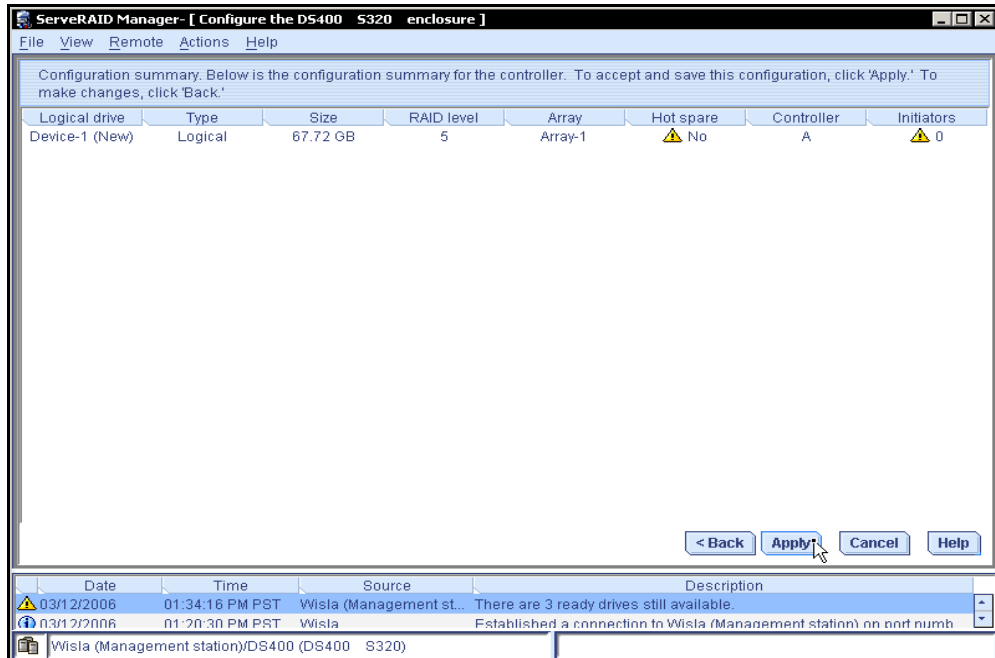 ServeRAID Manager- [ Configure the DS400 S320 enclosure ]
File View Remote Actions Help
Configuration summary. Below is the configuration summary for the controller. To accept and save this configuration, click 'Apply.' To
make changes, click 'Back.'
Logical drive Type Size RAID level Array Hot spare Controller Initiators
Device-1 (New) Logical 67.72 GB 5 Array-1 No A 0
< Back Apply Cancel Help
Date Time Source Description
03/12/2006 01:34:16 PM PST Wisla (Management st... There are 3 ready drives still available.
03/12/2006 01:20:30 PM PST Wisla Established a connection to Wisla (Management station) on port numb
Wisla (Management station)/DS400 (DS400 S320)